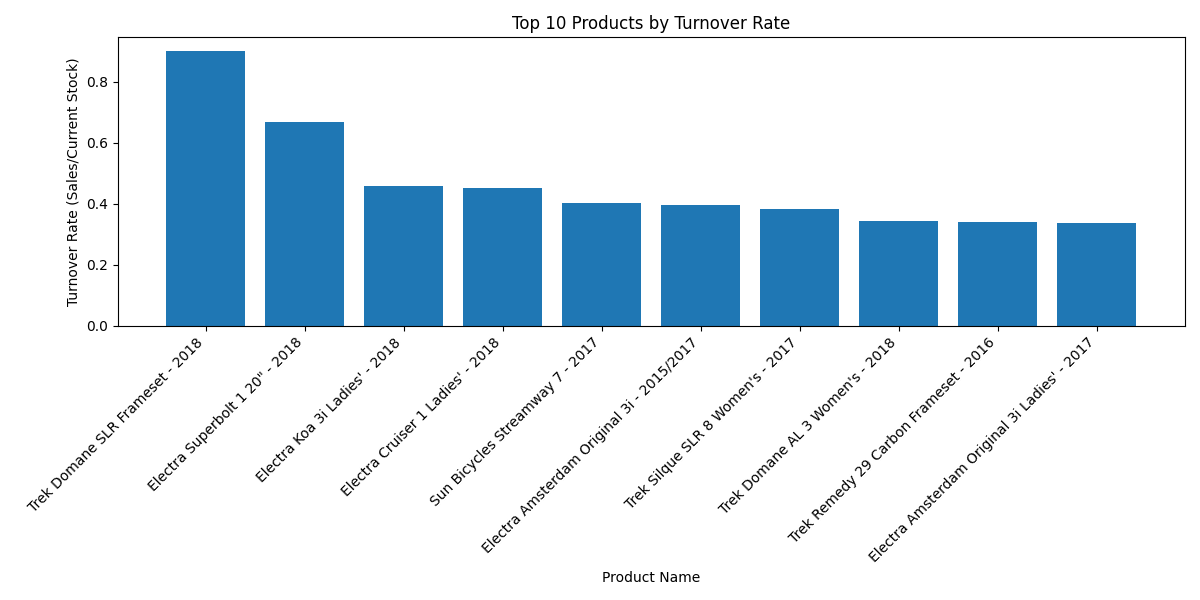 Top 10 Products by Turnover Rate
Turnover Rate (Sales/Current Stock)
0.8
0.6
0.4
0.2
0.0
Trek Domane SLR Frameset - 2018
Electra Superbolt 1 20" - 2018
Electra Koa 3i Ladies' - 2018
Electra Cruiser 1 Ladies' - 2018
Sun Bicycles Streamway 7 - 2017
Electra Amsterdam Original 3i - 2015/2017
Trek Silque SLR 8 Women's - 2017
Trek Domane AL 3 Women's - 2018
Trek Remedy 29 Carbon Frameset - 2016
Electra Amsterdam Original 3i Ladies' - 2017
Product Name